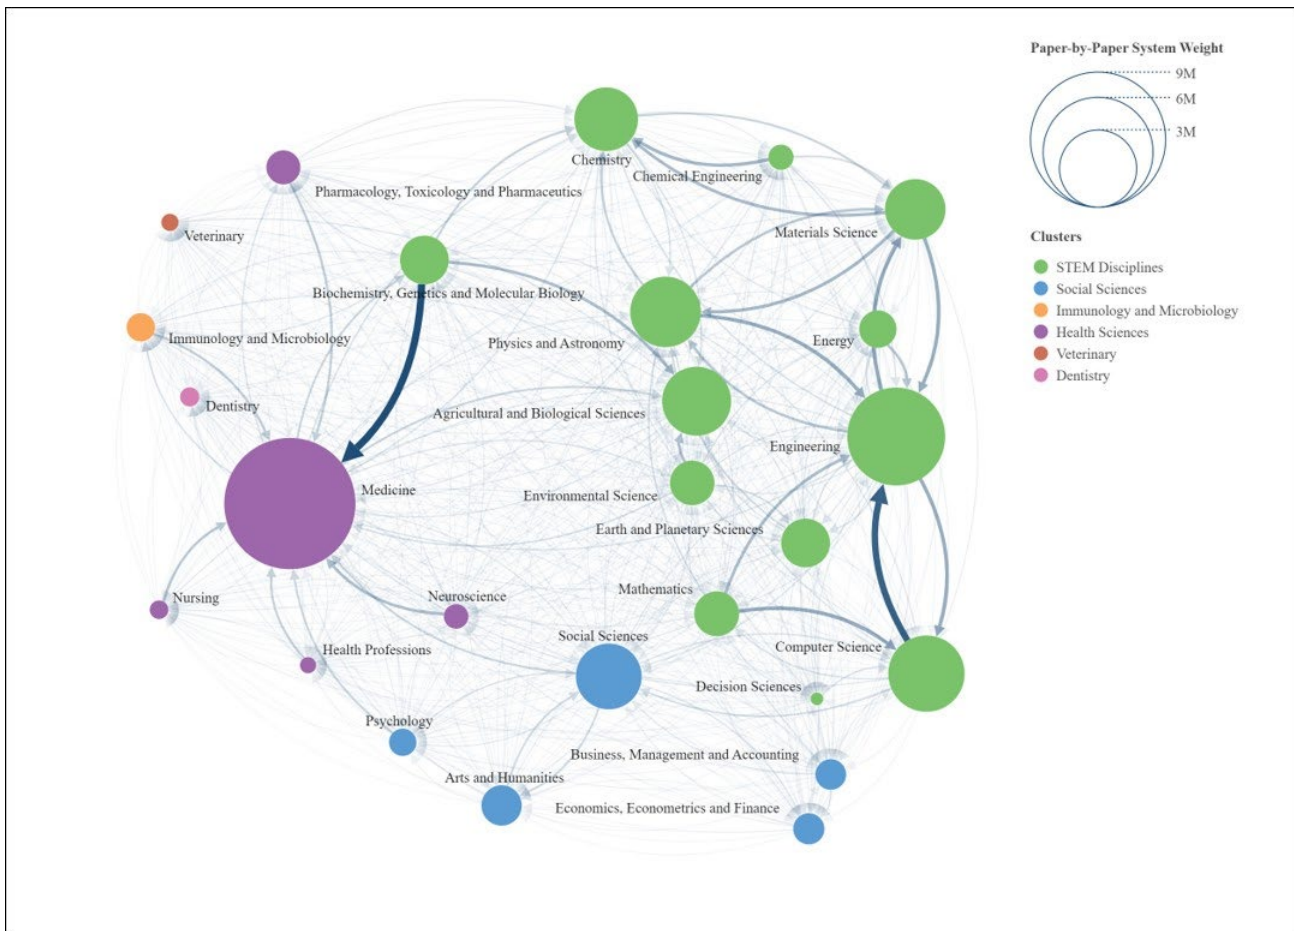 Paper-by-Paper System Weight
9M
6M
3M
Clusters
STEM Disciplines
Social Sciences
Immunology and Microbiology
Health Sciences
Veterinary
Dentistry
Chemistry
Chemical Engineering
Pharmacology, Toxicology and Pharmaceutics
Materials Science
Veterinary
Biochemistry, Genetics and Molecular Biology
Immunology and Microbiology
Physics and Astronomy
Energy
Dentistry
Agricultural and Biological Sciences
Engineering
Medicine
Environmental Science
Earth and Planetary Sciences
Mathematics
Nursing
Neuroscience
Social Sciences
Computer Science
Health Professions
Decision Sciences
Psychology
Business, Management and Accounting
Arts and Humanities
Economics, Econometrics and Finance